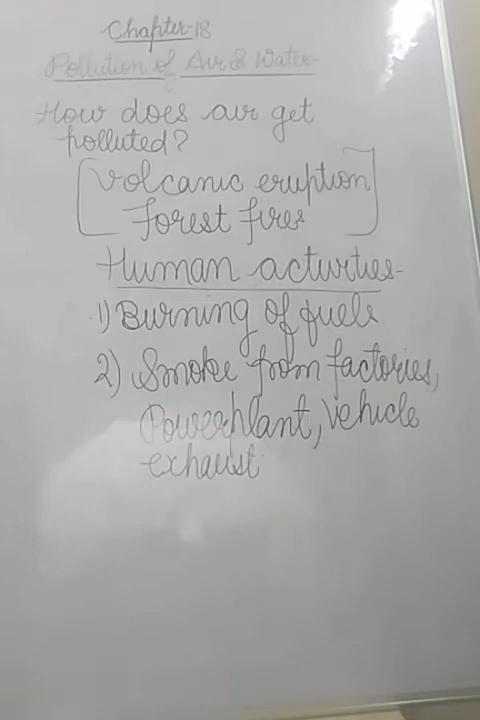 Chapter-18
Pollution of Air & Water-
How does air get
polluted?
Volcanic eruption
Forest fires
Human activities-
1) Burning of fuels
2) Smoke from factories,
Powerplant, Vehicle
exhaust